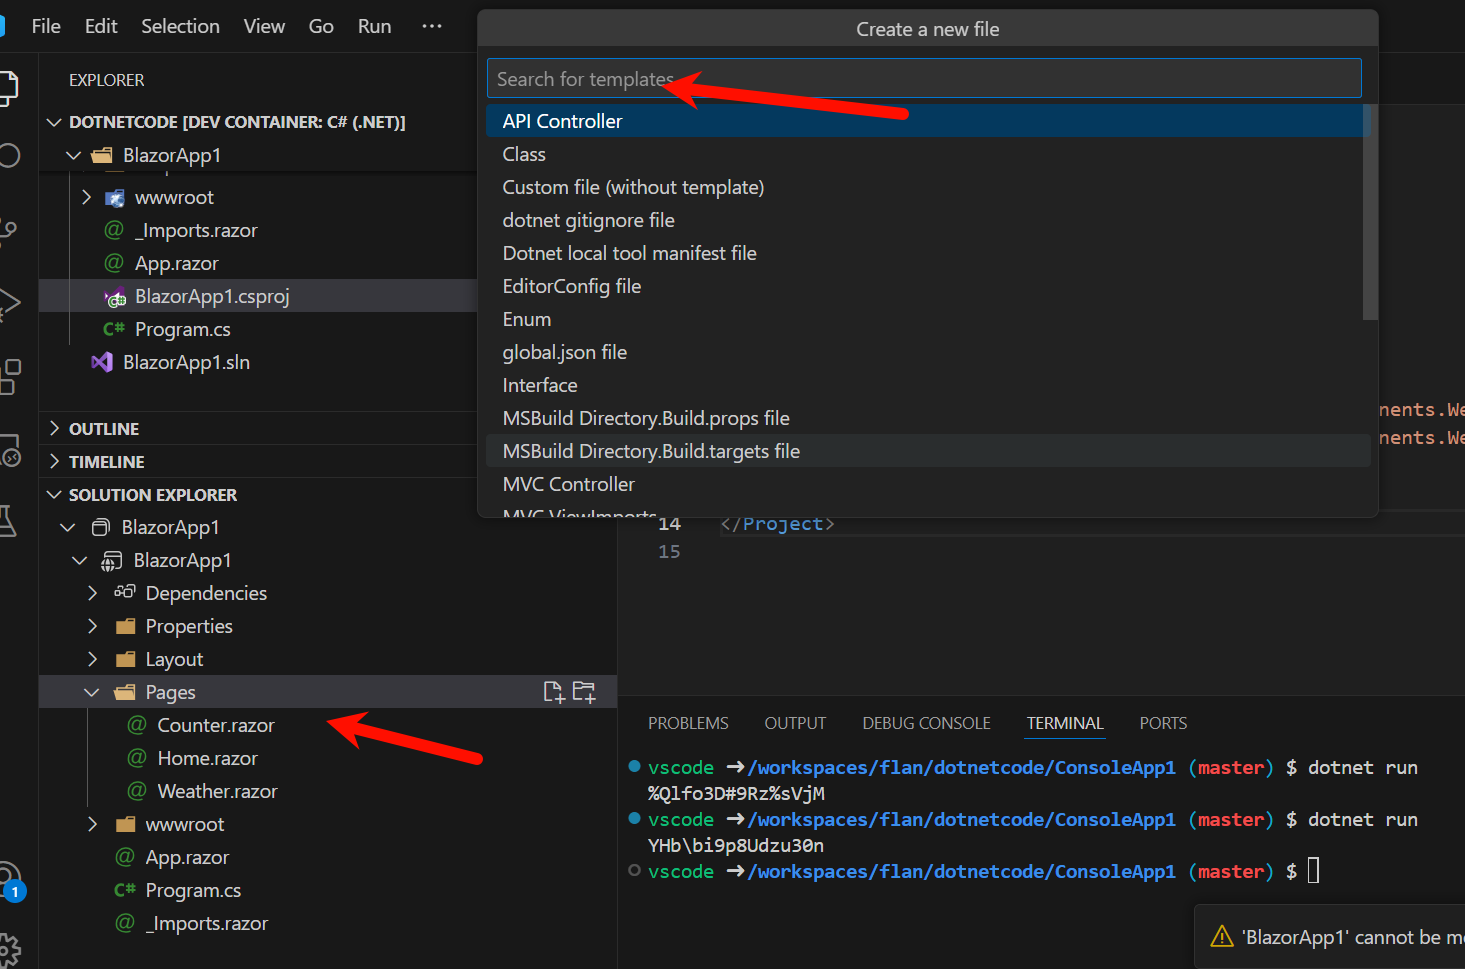 File Edit Selection View Go Run ···
Create a new file
Search for templates
API Controller
Class
Custom file (without template)
dotnet gitignore file
Dotnet local tool manifest file
EditorConfig file
Enum
global.json file
Interface
MSBuild Directory.Build.props file
MSBuild Directory.Build.targets file
MVC Controller
MVC ViewImports
EXPLORER
DOTNETCODE [DEV CONTAINER: C# (.NET)]
BlazorApp1
wwwroot
_Imports.razor
App.razor
BlazorApp1.csproj
Program.cs
BlazorApp1.sln
OUTLINE
TIMELINE
SOLUTION EXPLORER
BlazorApp1
BlazorApp1
Dependencies
Properties
Layout
Pages
Counter.razor
Home.razor
Weather.razor
wwwroot
App.razor
Program.cs
_Imports.razor
1
nents.We
nents.We
14 </Project>
15
PROBLEMS OUTPUT DEBUG CONSOLE TERMINAL PORTS
vscode ➜/workspaces/flan/dotnetcode/ConsoleApp1 (master) $ dotnet run
%Qlfo3D#9Rz%sVjM
vscode ➜/workspaces/flan/dotnetcode/ConsoleApp1 (master) $ dotnet run
YHb\bi9p8Udzu30n
vscode ➜/workspaces/flan/dotnetcode/ConsoleApp1 (master) $
'BlazorApp1' cannot be